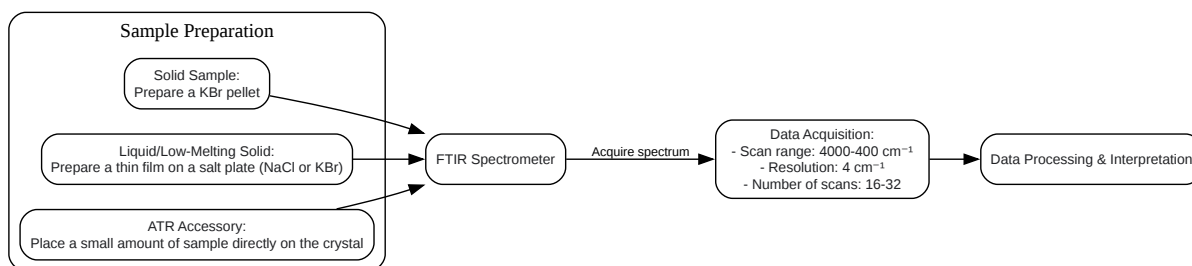 Sample Preparation
Solid Sample:
Prepare a KBr pellet
Liquid/Low-Melting Solid:
Prepare a thin film on a salt plate (NaCl or KBr)
ATR Accessory:
Place a small amount of sample directly on the crystal
FTIR Spectrometer
Acquire spectrum
Data Acquisition:
- Scan range: 4000-400 cm⁻¹
- Resolution: 4 cm⁻¹
- Number of scans: 16-32
Data Processing & Interpretation